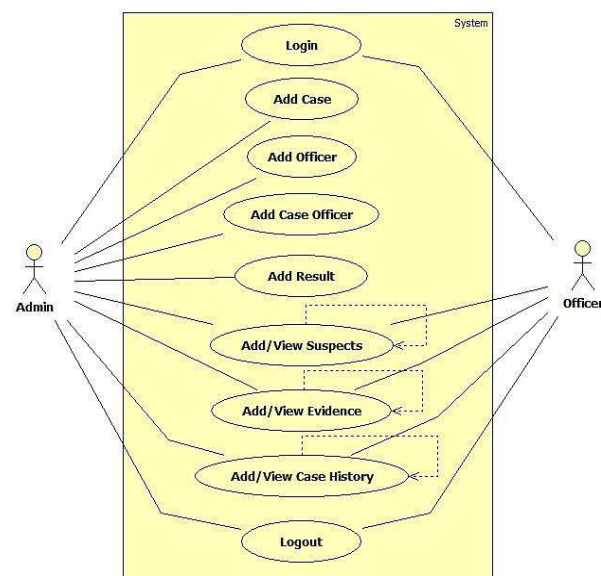 System
Login
Add Case
Add Officer
Add Case Officer
Add Result
Admin
Officer
Add/View Suspects
Add/View Evidence
Add/View Case History
Logout